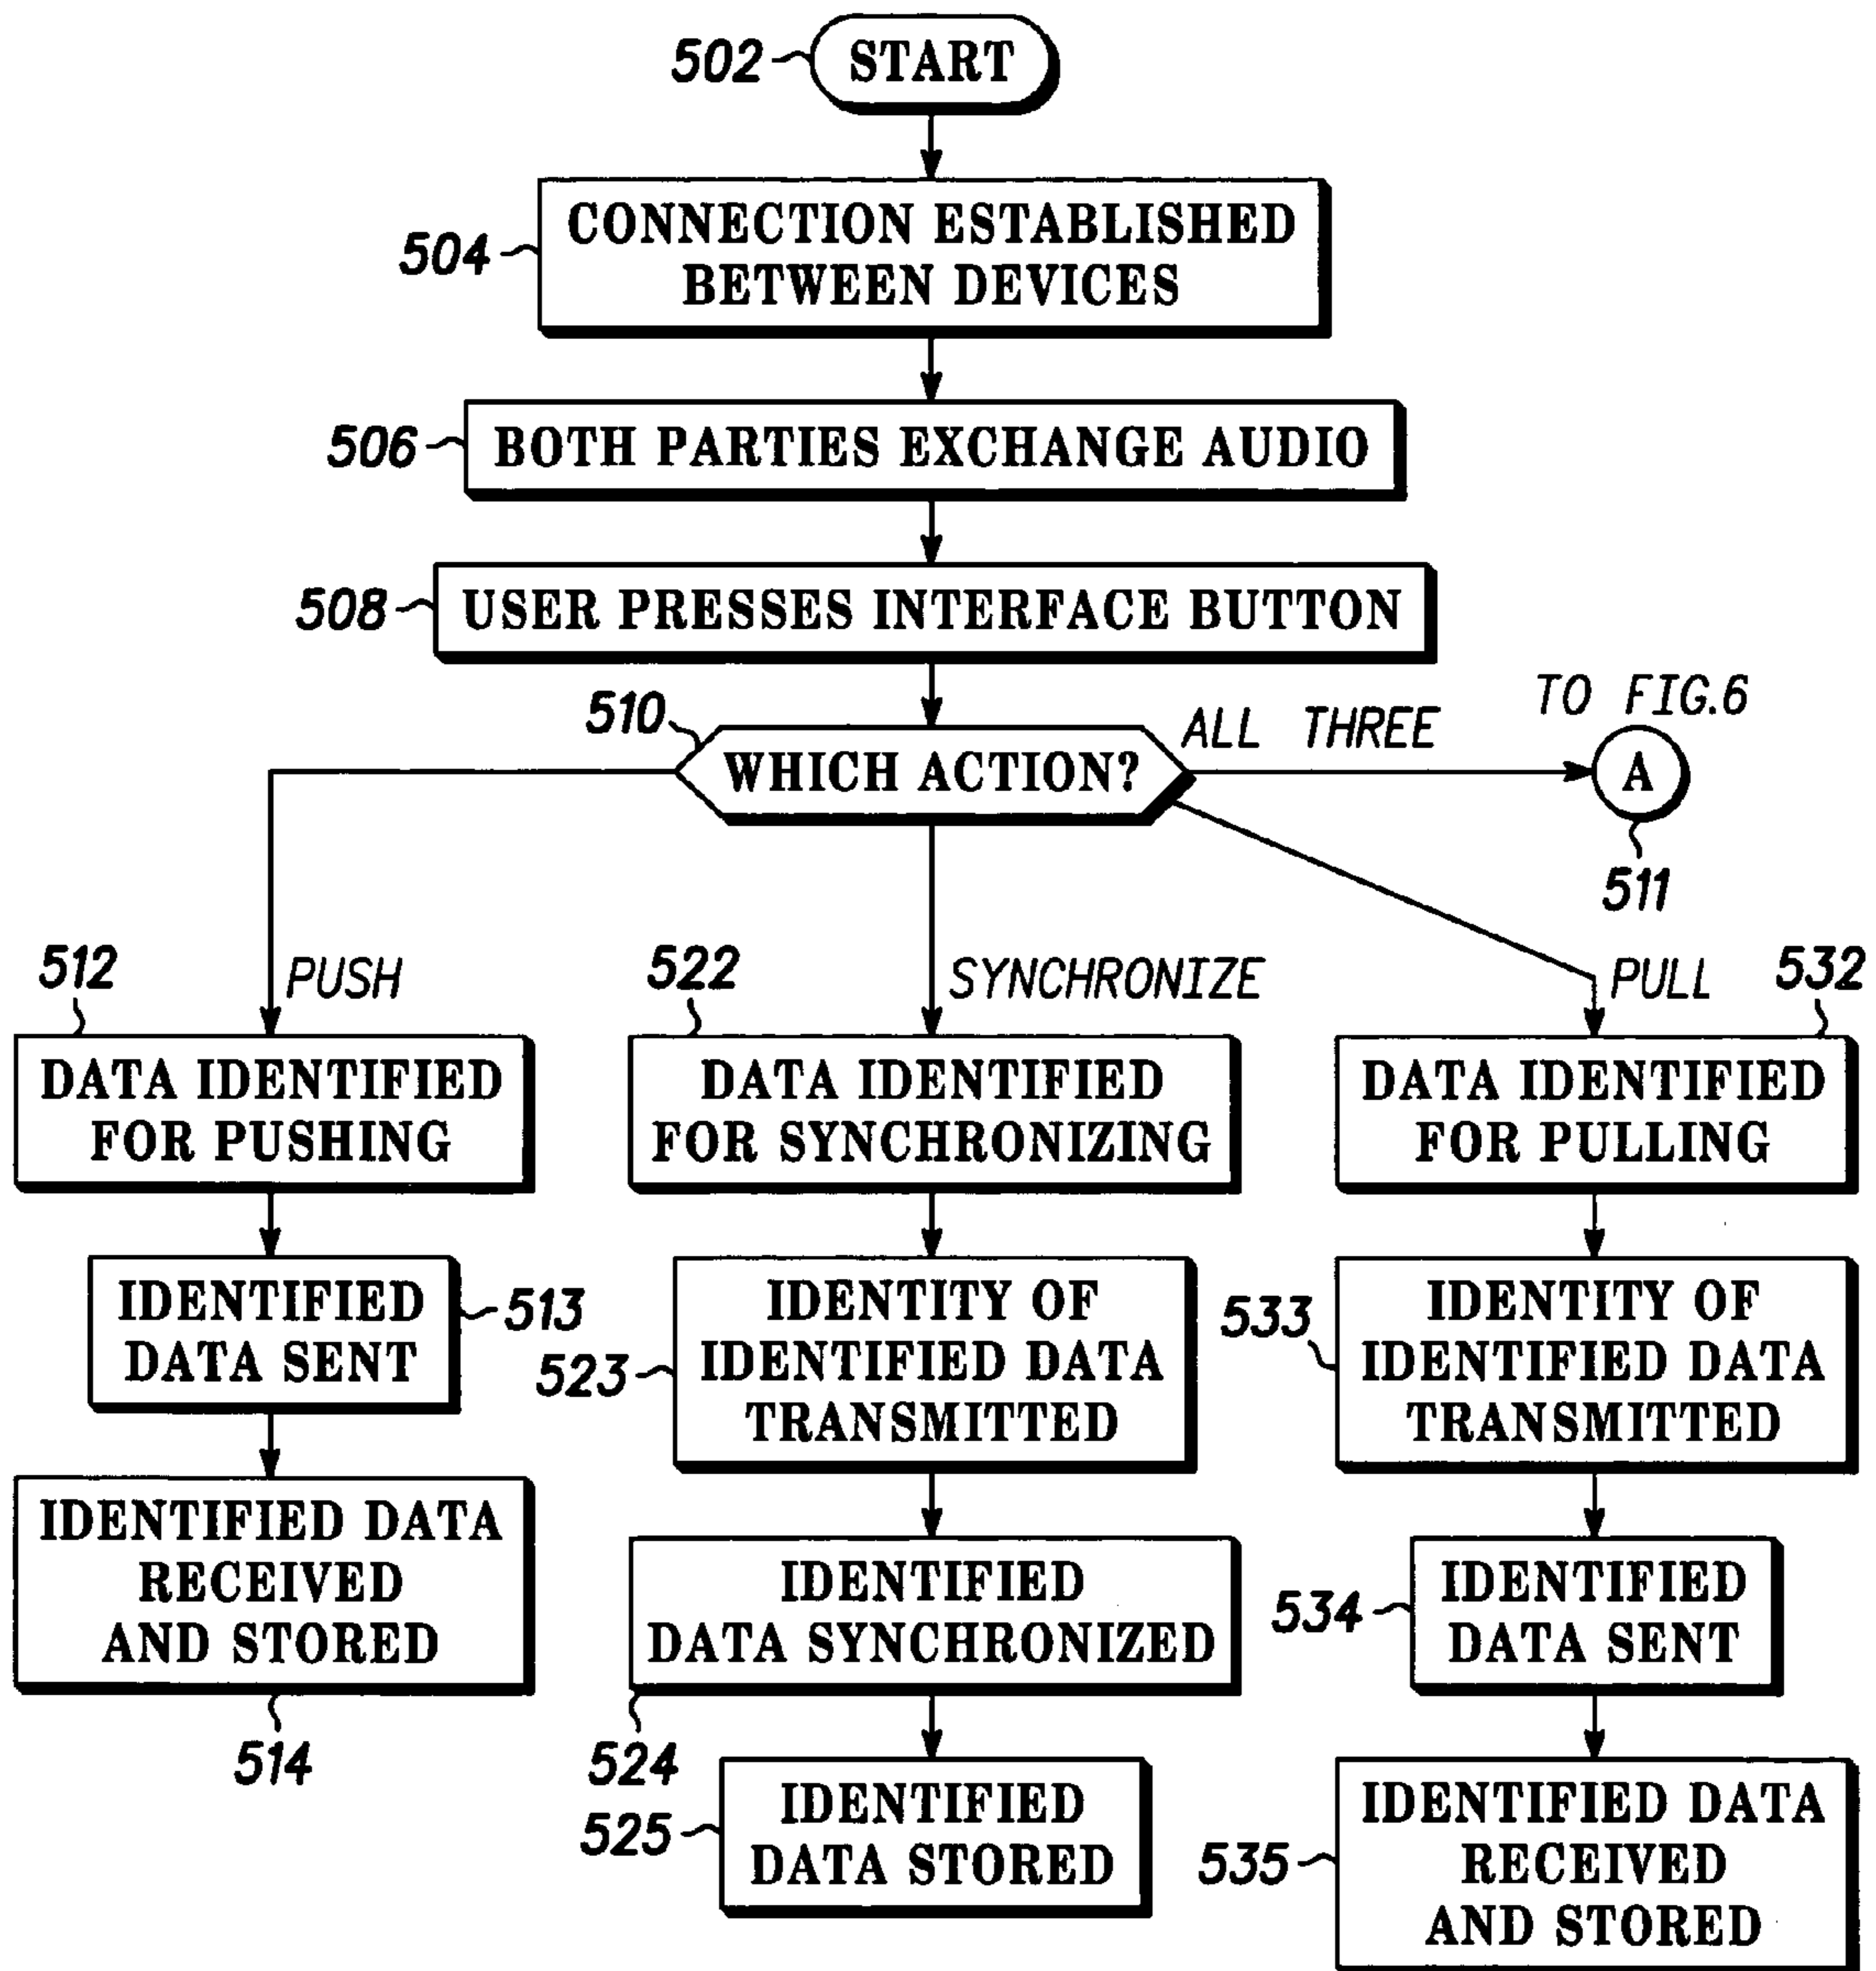 502
START
504
CONNECTION ESTABLISHED
BETWEEN DEVICES
506
BOTH PARTIES EXCHANGE AUDIO
508
USER PRESSES INTERFACE BUTTON
510
WHICH ACTION?
ALL THREE
TO FIG.6
A
511
512
PUSH
DATA IDENTIFIED
FOR PUSHING
IDENTIFIED
DATA SENT
513
IDENTIFIED DATA
RECEIVED
AND STORED
514
522
SYNCHRONIZE
DATA IDENTIFIED
FOR SYNCHRONIZING
523
IDENTITY OF
IDENTIFIED DATA
TRANSMITTED
IDENTIFIED
DATA SYNCHRONIZED
524
525
IDENTIFIED
DATA STORED
PULL
532
DATA IDENTIFIED
FOR PULLING
533
IDENTITY OF
IDENTIFIED DATA
TRANSMITTED
534
IDENTIFIED
DATA SENT
535
IDENTIFIED DATA
RECEIVED
AND STORED